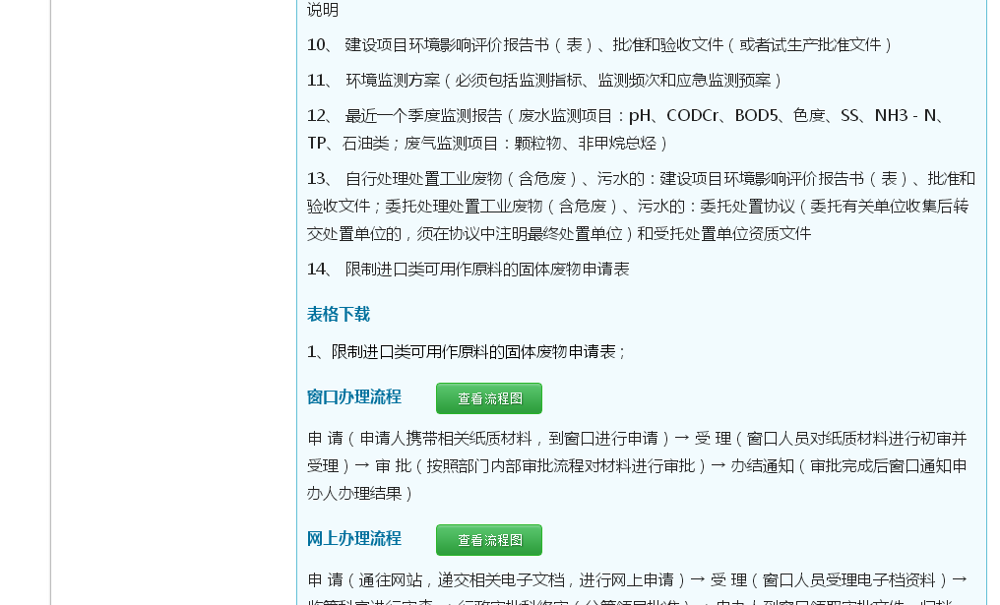 说明
10、 建设项目环境影响评价报告书（表）、批准和验收文件（或者试生产批准文件）
11、 环境监测方案（必须包括监测指标、监测频次和应急监测预案）
12、 最近一个季度监测报告（废水监测项目：pH、CODCr、BOD5、色度、SS、NH3－N、
TP、石油类；废气监测项目：颗粒物、非甲烷总烃）
13、 自行处理处置工业废物（含危废）、污水的：建设项目环境影响评价报告书（表）、批准和
验收文件；委托处理处置工业废物（含危废）、污水的：委托处置协议（委托有关单位收集后转
交处置单位的，须在协议中注明最终处置单位）和受托处置单位资质文件
14、 限制进口类可用作原料的固体废物申请表
表格下载
1、限制进口类可用作原料的固体废物申请表；
窗口办理流程 查看流程图
申 请（申请人携带相关纸质材料，到窗口进行申请）→ 受 理（窗口人员对纸质材料进行初审并
受理）→ 审 批（按照部门内部审批流程对材料进行审批）→ 办结通知（审批完成后窗口通知申
办人办理结果）
网上办理流程 查看流程图
申 请（通往网站，递交相关电子文档，进行网上申请）→ 受 理（窗口人员受理电子档资料）→